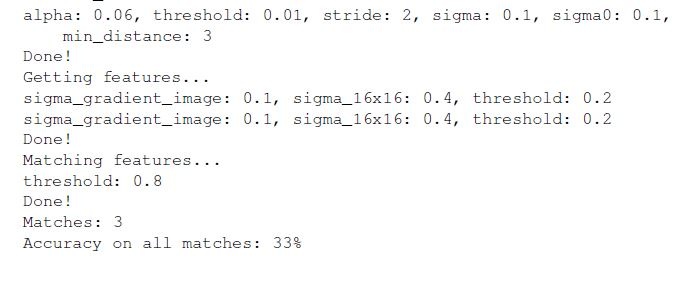 alpha: 0.06, threshold: 0.01, stride: 2, sigma: 0.1, sigma0: 0.1,
min_distance: 3
Done!
Getting features...
sigma_gradient_image: 0.1, sigma_16x16: 0.4, threshold: 0.2
sigma_gradient_image: 0.1, sigma_16x16: 0.4, threshold: 0.2
Done!
Matching features...
threshold: 0.8
Done!
Matches: 3
Accuracy on all matches: 33%